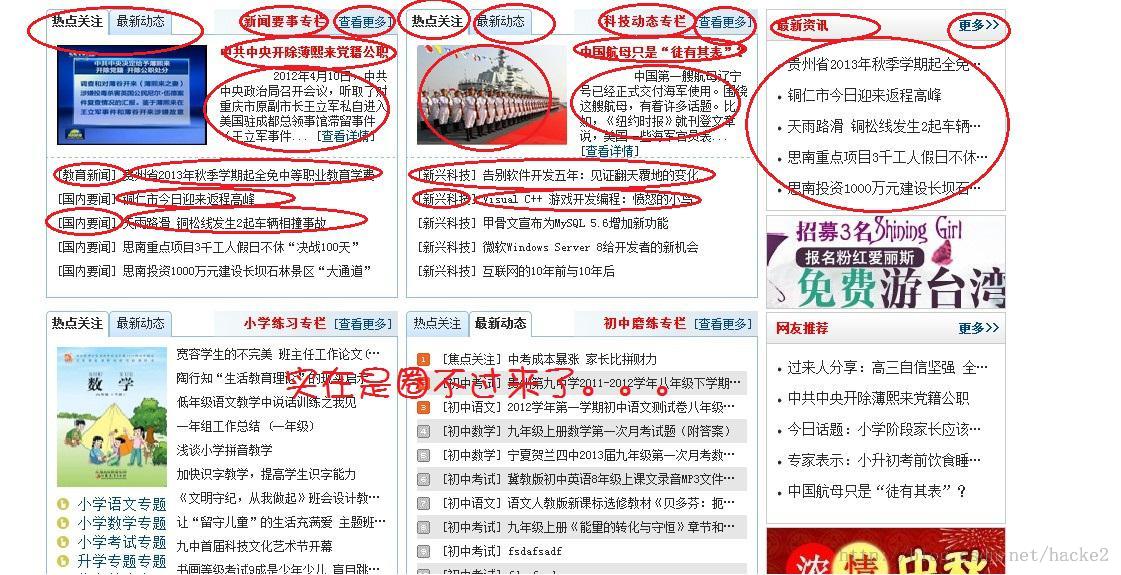 热点关注 最新动态 新闻要事专栏 [查看更多]
中共中央决定给予薄熙来
开除党籍 开除公职处分
中共中央开除薄熙来党籍公职
2012年4月10日，中共
中央政治局召开会议，听取了对
重庆市原副市长王立军私自进入
美国驻成都总领事馆滞留事件
（王立军事件... [查看详情]
[教育新闻] 贵州省2013年秋季学期起全免中等职业教育学费
[国内要闻] 铜仁市今日迎来返程高峰
[国内要闻] 天雨路滑 铜松线发生2起车辆相撞事故
[国内要闻] 思南重点项目3千工人假日不休“决战100天”
[国内要闻] 思南投资1000万元建设长坝石林景区“大通道”
热点关注 最新动态 科技动态专栏 [查看更多]
中国航母只是“徒有其表”？
中国第一艘航母辽宁
号已经正式交付海军使用。围绕
这艘航母，有着许多话题。比
如，《纽约时报》就刊登文章
说，美国一些海军官员表...
[查看详情]
[新兴科技] 告别软件开发五年：见证翻天覆地的变化
[新兴科技] Visual C++ 游戏开发编程：愤怒的小鸟
[新兴科技] 甲骨文宣布为MySQL 5.6增加新功能
[新兴科技] 微软Windows Server 8给开发者的新机会
[新兴科技] 互联网的10年前与10年后
最新资讯 更多>>
贵州省2013年秋季学期起全免…
铜仁市今日迎来返程高峰
天雨路滑 铜松线发生2起车辆…
思南重点项目3千工人假日不休…
思南投资1000万元建设长坝石…
招募3名Shining Girl
报名粉红爱丽斯
免费游台湾
热点关注 最新动态 小学练习专栏 [查看更多]
数学
小学语文专题
小学数学专题
小学考试专题
升学专题专题
宽容学生的不完美 班主任工作论文(…
陶行知“生活教育理论”的现实启示
低年级语文教学中说话训练之我见
一年组工作总结（一年级）
浅谈小学拼音教学
加快识字教学，提高学生识字能力
《文明守纪，从我做起》班会设计教…
让“留守儿童”的生活充满爱 主题班…
九中首届科技文化艺术节开幕
书画等级考试9成是少年少儿 盲目跳…
实在是圈不过来了。。。。
热点关注 最新动态 初中磨练专栏 [查看更多]
1 [焦点关注] 中考成本暴涨 家长比拼财力
[初中考试] 贵州第九中学2011-2012学年八年级下学期…
3 [初中语文] 2012学年第一学期初中语文测试卷八年级…
4 [初中数学] 九年级上册数学第一次月考试题（附答案）
5 [初中数学] 宁夏贺兰四中2013届九年级第一次月考数…
6 [初中考试] 冀教版初中英语8年级上课文录音MP3文件…
7 [初中语文] 语文人教版新课标选修教材《贝多芬：扼…
8 [初中考试] 九年级上册《能量的转化与守恒》章节和…
9 [初中考试] fsdafsadf
网友推荐 更多>>
过来人分享：高三自信坚强 全…
中共中央开除薄熙来党籍公职
今日话题：小学阶段家长应该…
专家表示：小升初考前饮食睡…
中国航母只是“徒有其表”？
浓情中秋